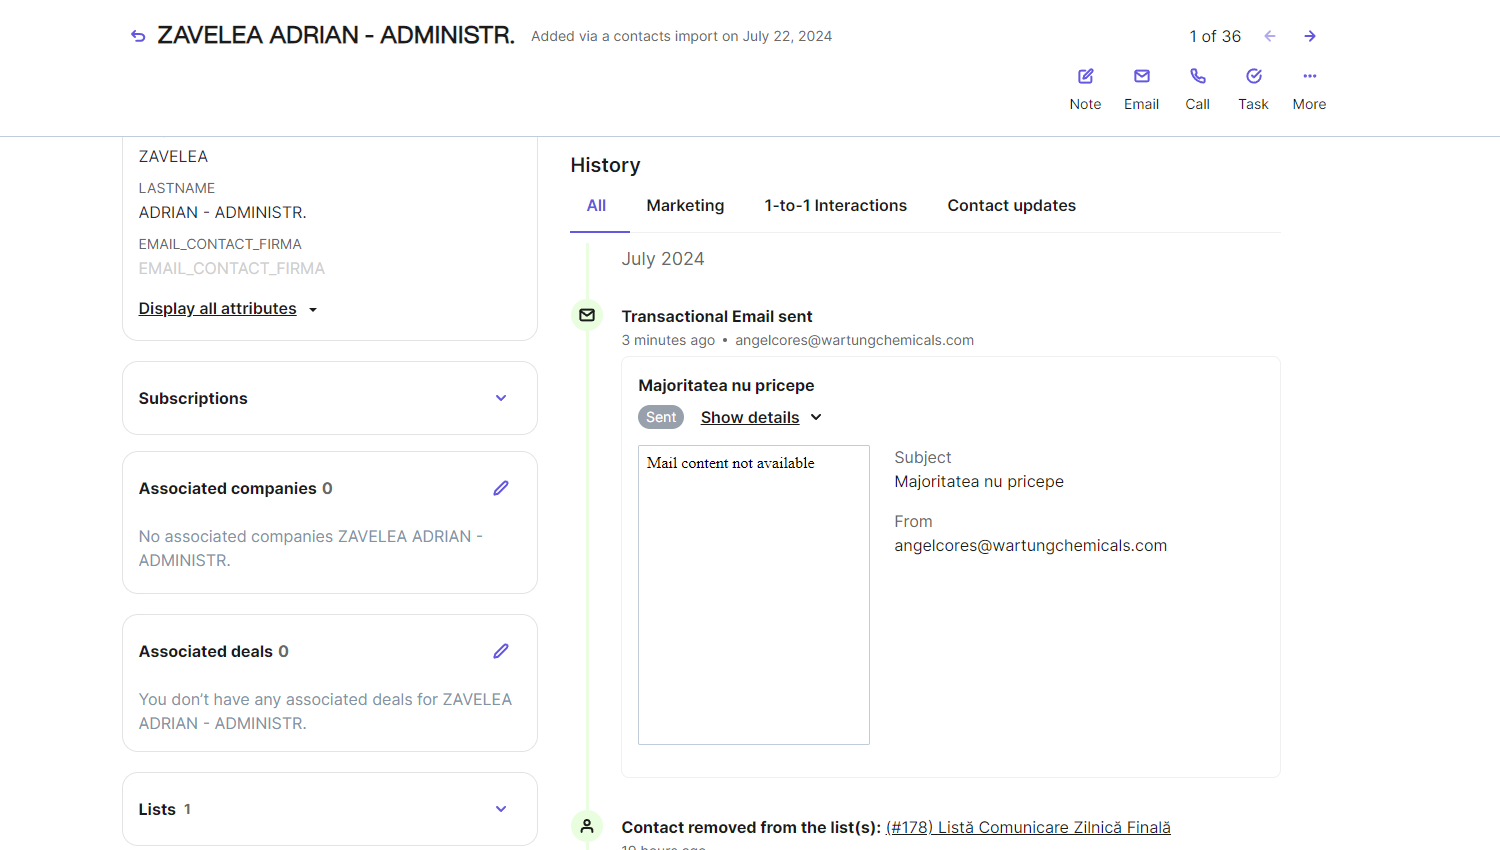 ZAVELEA ADRIAN - ADMINISTR.
Added via a contacts import on July 22, 2024
1 of 36
Note
Email
Call
Task
More
ZAVELEA
LASTNAME
ADRIAN - ADMINISTR.
EMAIL_CONTACT_FIRMA
EMAIL_CONTACT_FIRMA
Display all attributes
Subscriptions
Associated companies 0
No associated companies ZAVELEA ADRIAN -
ADMINISTR.
Associated deals 0
You don’t have any associated deals for ZAVELEA
ADRIAN - ADMINISTR.
Lists 1
History
All
Marketing
1-to-1 Interactions
Contact updates
July 2024
Transactional Email sent
3 minutes ago • angelcores@wartungchemicals.com
Majoritatea nu pricepe
Sent
Show details
Mail content not available
Subject
Majoritatea nu pricepe
From
angelcores@wartungchemicals.com
Contact removed from the list(s): (#178) Listă Comunicare Zilnică Finală
19 hours ago